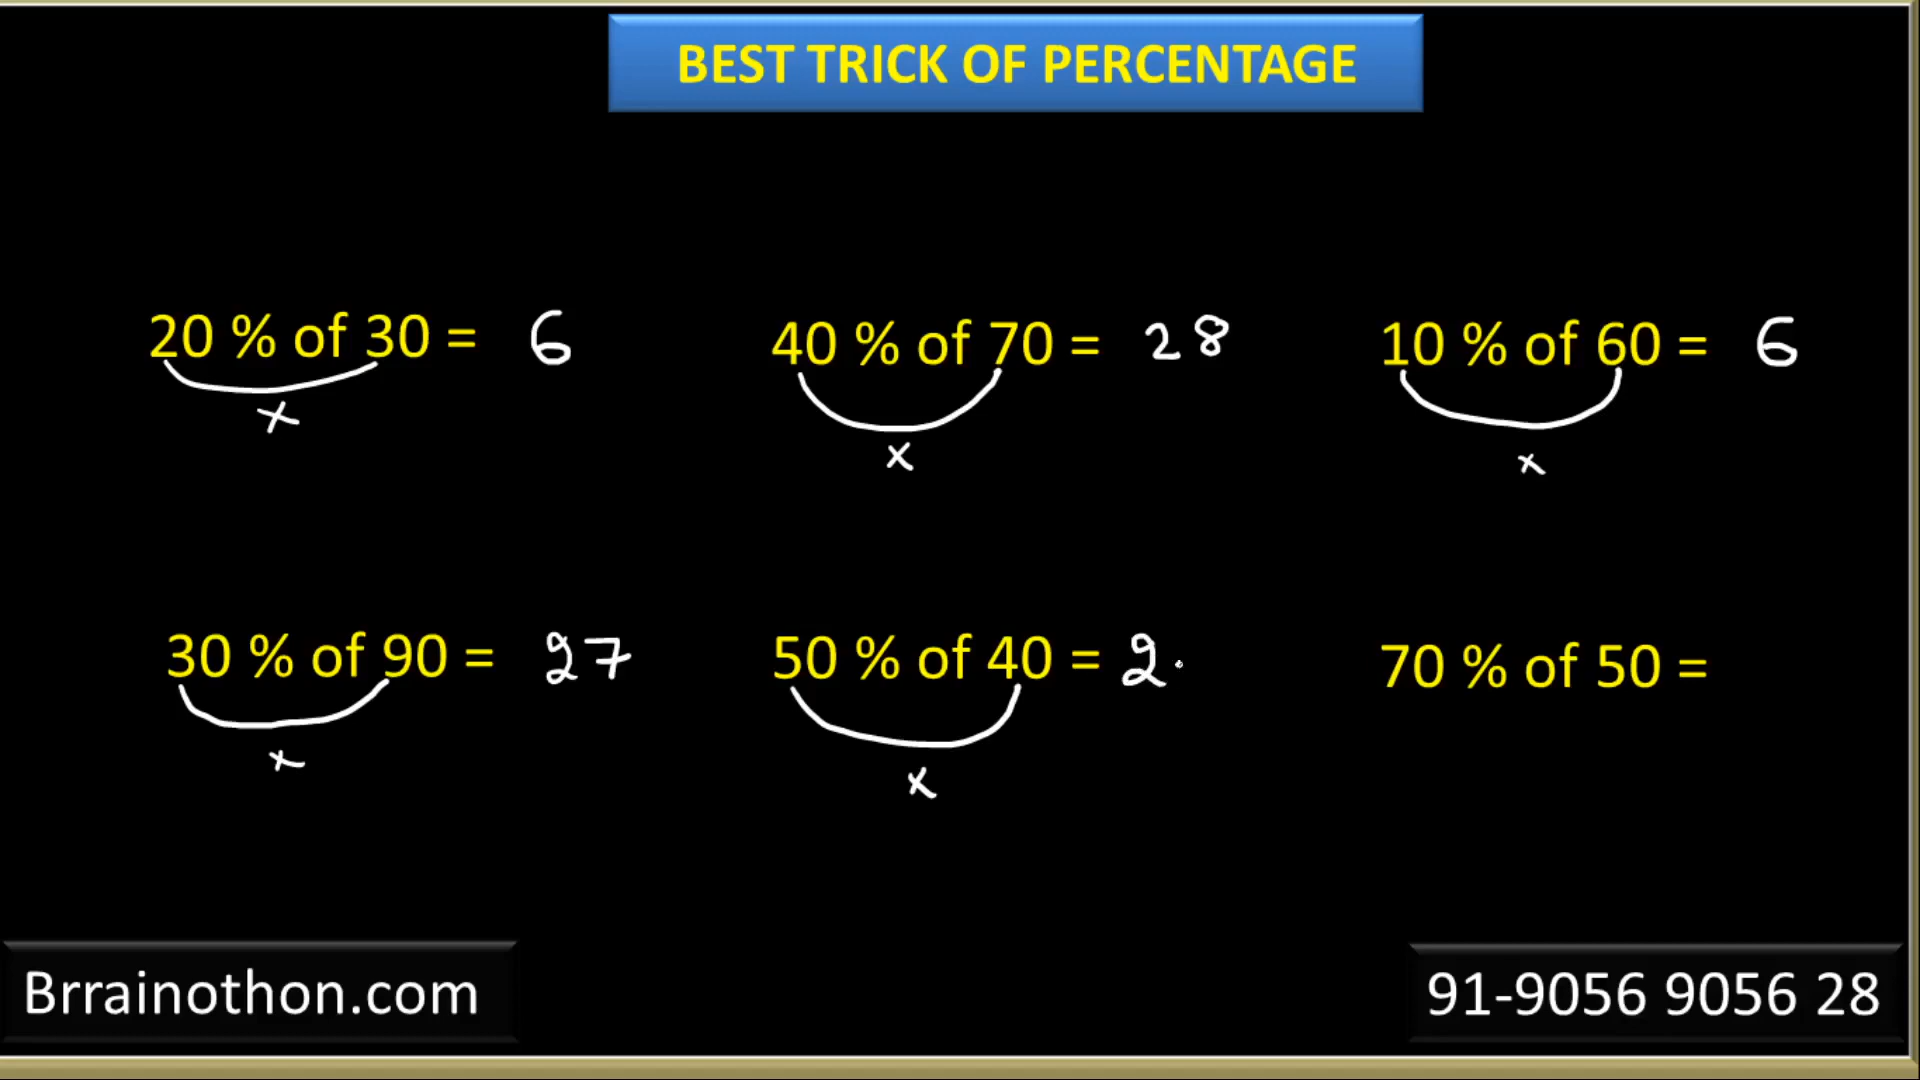 BEST TRICK OF PERCENTAGE
20 % of 30 = 6
40 % of 70 = 28
10 % of 60 = 6
x
x
x
30 % of 90 = 27
50 % of 40 = 2.
70 % of 50 =
x
x
Brrainothon.com
91-9056 9056 28